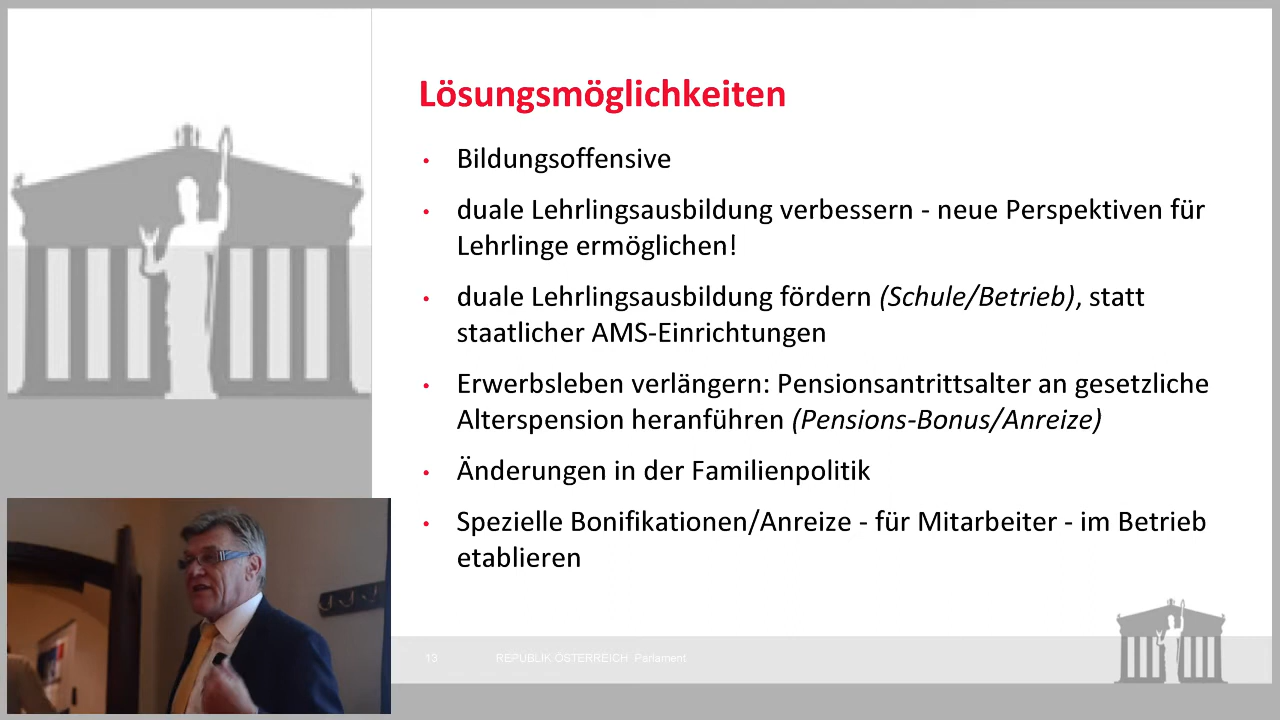 Lösungsmöglichkeiten
• Bildungsoffensive
• duale Lehrlingsausbildung verbessern - neue Perspektiven für
Lehrlinge ermöglichen!
• duale Lehrlingsausbildung fördern (Schule/Betrieb), statt
staatlicher AMS-Einrichtungen
• Erwerbsleben verlängern: Pensionsantrittsalter an gesetzliche
Alterspension heranführen (Pensions-Bonus/Anreize)
• Änderungen in der Familienpolitik
• Spezielle Bonifikationen/Anreize - für Mitarbeiter - im Betrieb
etablieren
13 REPUBLIK ÖSTERREICH Parlament